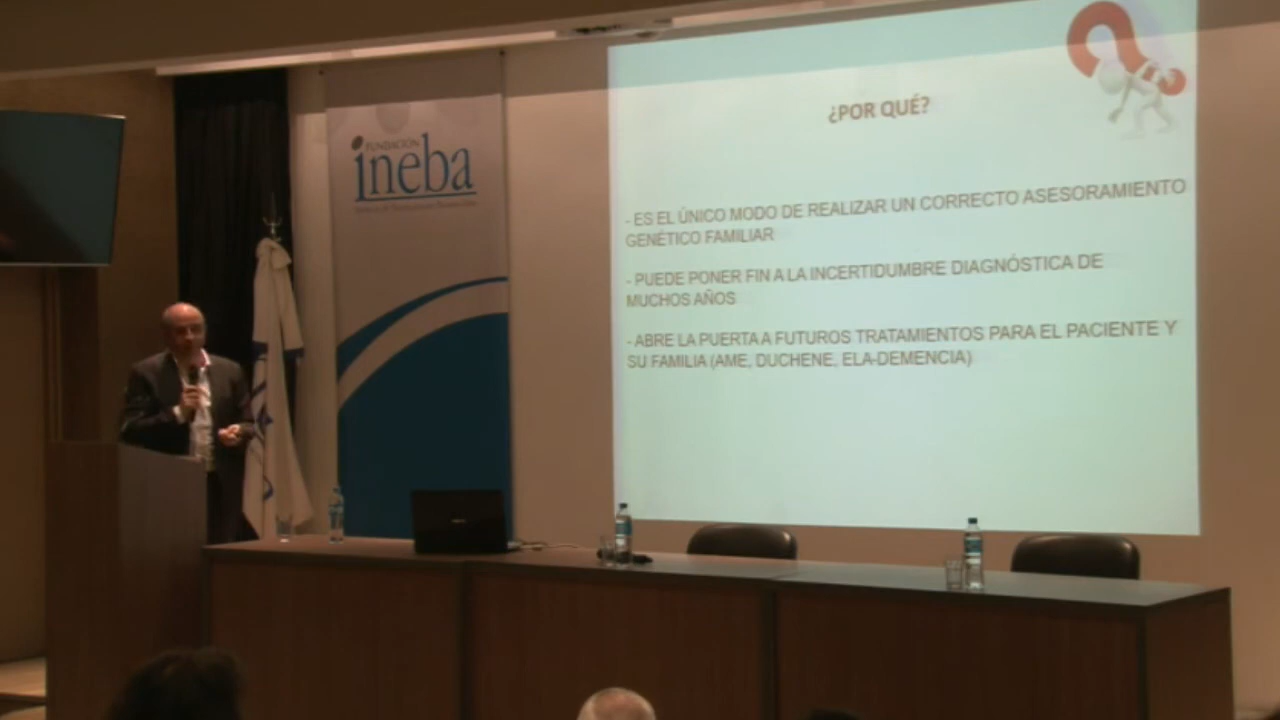 FUNDACIÓN
ineba
¿POR QUÉ?
- ES EL ÚNICO MODO DE REALIZAR UN CORRECTO ASESORAMIENTO
GENÉTICO FAMILIAR
- PUEDE PONER FIN A LA INCERTIDUMBRE DIAGNÓSTICA DE
MUCHOS AÑOS
- ABRE LA PUERTA A FUTUROS TRATAMIENTOS PARA EL PACIENTE Y
SU FAMILIA (AME, DUCHENE, ELA-DEMENCIA)